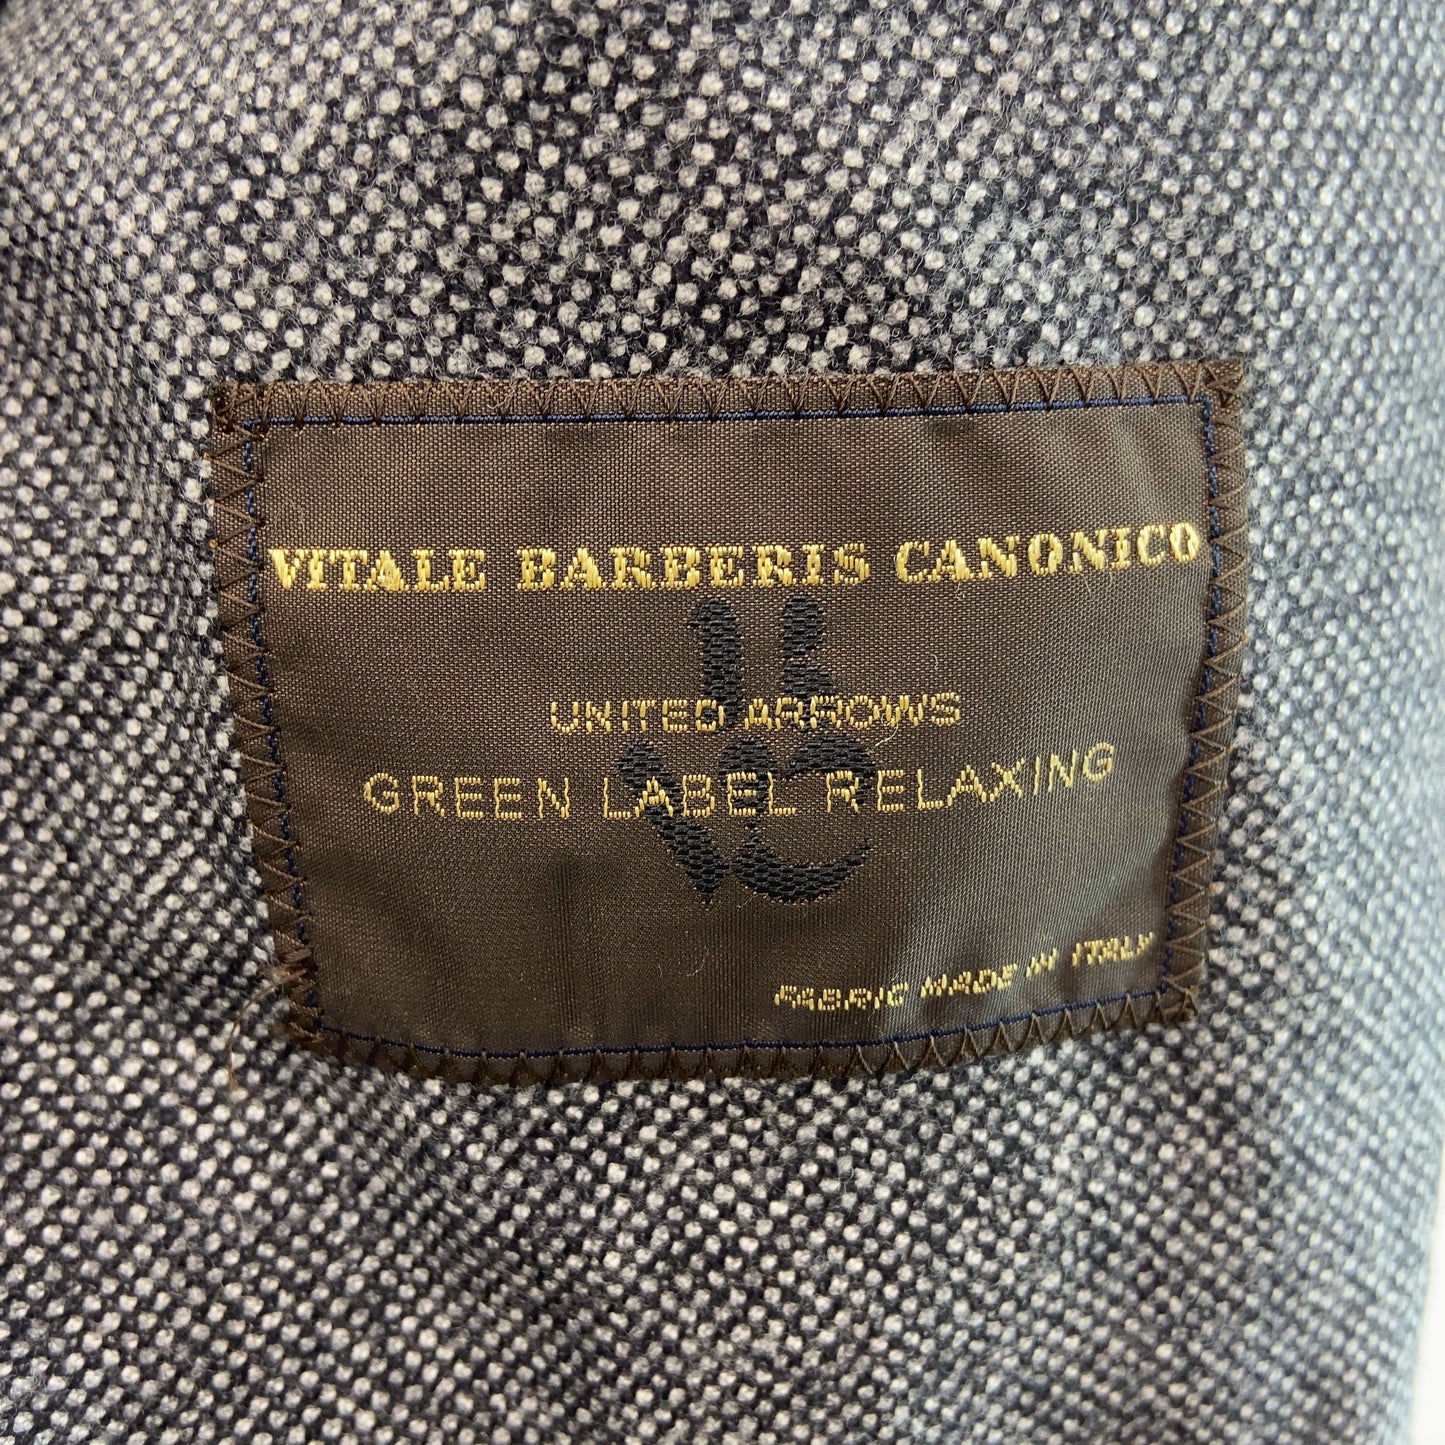 VITALE BARBERIS CANONICO
UNITED ARROWS
GREEN LABEL RELAXING
FABRIC MADE IN ITALY